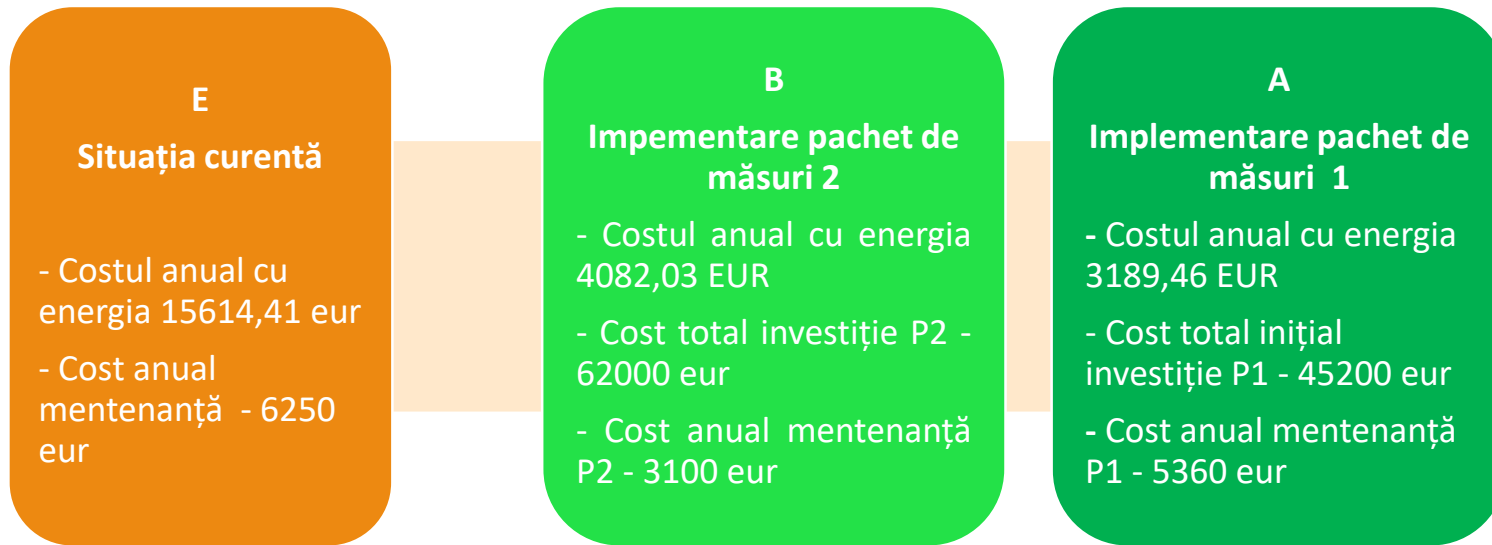 E
Situația curentă
- Costul anual cu
energia 15614,41 eur
- Cost anual
mentenanță - 6250
eur
B
Impementare pachet de
măsuri 2
- Costul anual cu energia
4082,03 EUR
- Cost total investiție P2 -
62000 eur
- Cost anual mentenanță
P2 - 3100 eur
A
Implementare pachet de
măsuri 1
- Costul anual cu energia
3189,46 EUR
- Cost total inițial
investiție P1 - 45200 eur
- Cost anual mentenanță
P1 - 5360 eur